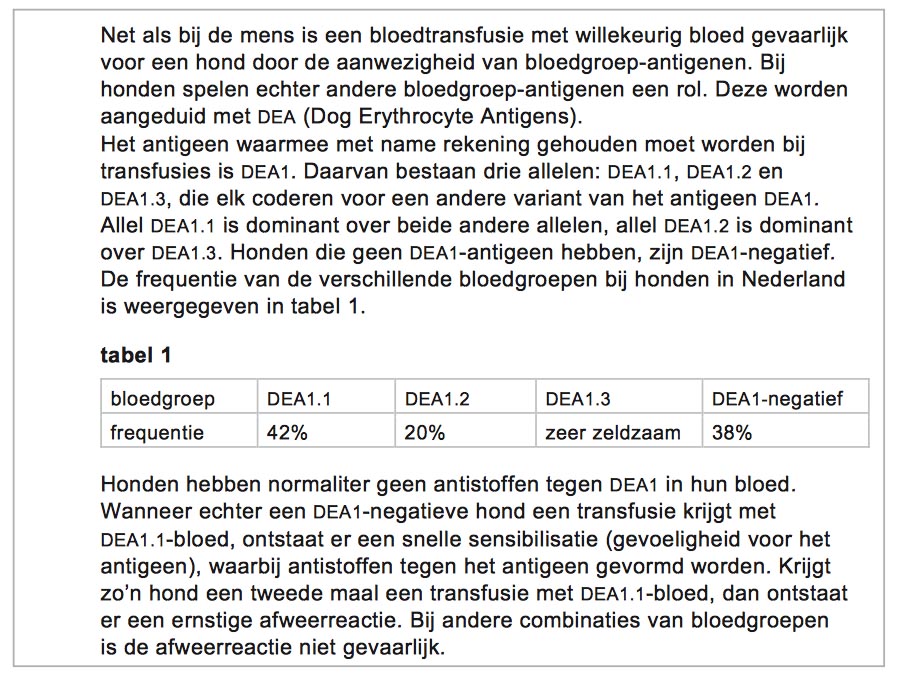 Net als bij de mens is een bloedtransfusie met willekeurig bloed gevaarlijk
voor een hond door de aanwezigheid van bloedgroep-antigenen. Bij
honden spelen echter andere bloedgroep-antigenen een rol. Deze worden
aangeduid met DEA (Dog Erythrocyte Antigens).
Het antigeen waarmee met name rekening gehouden moet worden bij
transfusies is DEA1. Daarvan bestaan drie allelen: DEA1.1, DEA1.2 en
DEA1.3, die elk coderen voor een andere variant van het antigeen DEA1.
Allel DEA1.1 is dominant over beide andere allelen, allel DEA1.2 is dominant
over DEA1.3. Honden die geen DEA1-antigeen hebben, zijn DEA1-negatief.
De frequentie van de verschillende bloedgroepen bij honden in Nederland
is weergegeven in tabel 1.
tabel 1
bloedgroep DEA1.1 DEA1.2 DEA1.3 DEA1-negatief
frequentie 42% 20% zeer zeldzaam 38%
Honden hebben normaliter geen antistoffen tegen DEA1 in hun bloed.
Wanneer echter een DEA1-negatieve hond een transfusie krijgt met
DEA1.1-bloed, ontstaat er een snelle sensibilisatie (gevoeligheid voor het
antigeen), waarbij antistoffen tegen het antigeen gevormd worden. Krijgt
zo'n hond een tweede maal een transfusie met DEA1.1-bloed, dan ontstaat
er een ernstige afweerreactie. Bij andere combinaties van bloedgroepen
is de afweerreactie niet gevaarlijk.